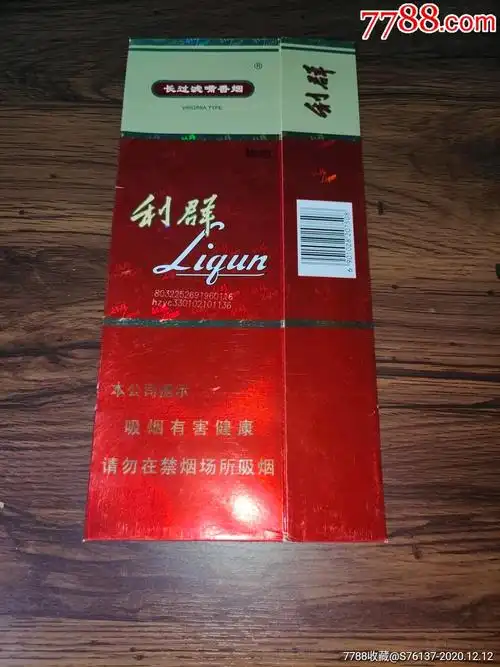 7788.com
长过滤嘴香烟
®
VIRGINIA TYPE
利群
利群
Liqun
8032252691960116
hzyc330102101136
本公司提示
吸烟有害健康
请勿在禁烟场所吸烟
7788收藏@S76137-2020.12.12